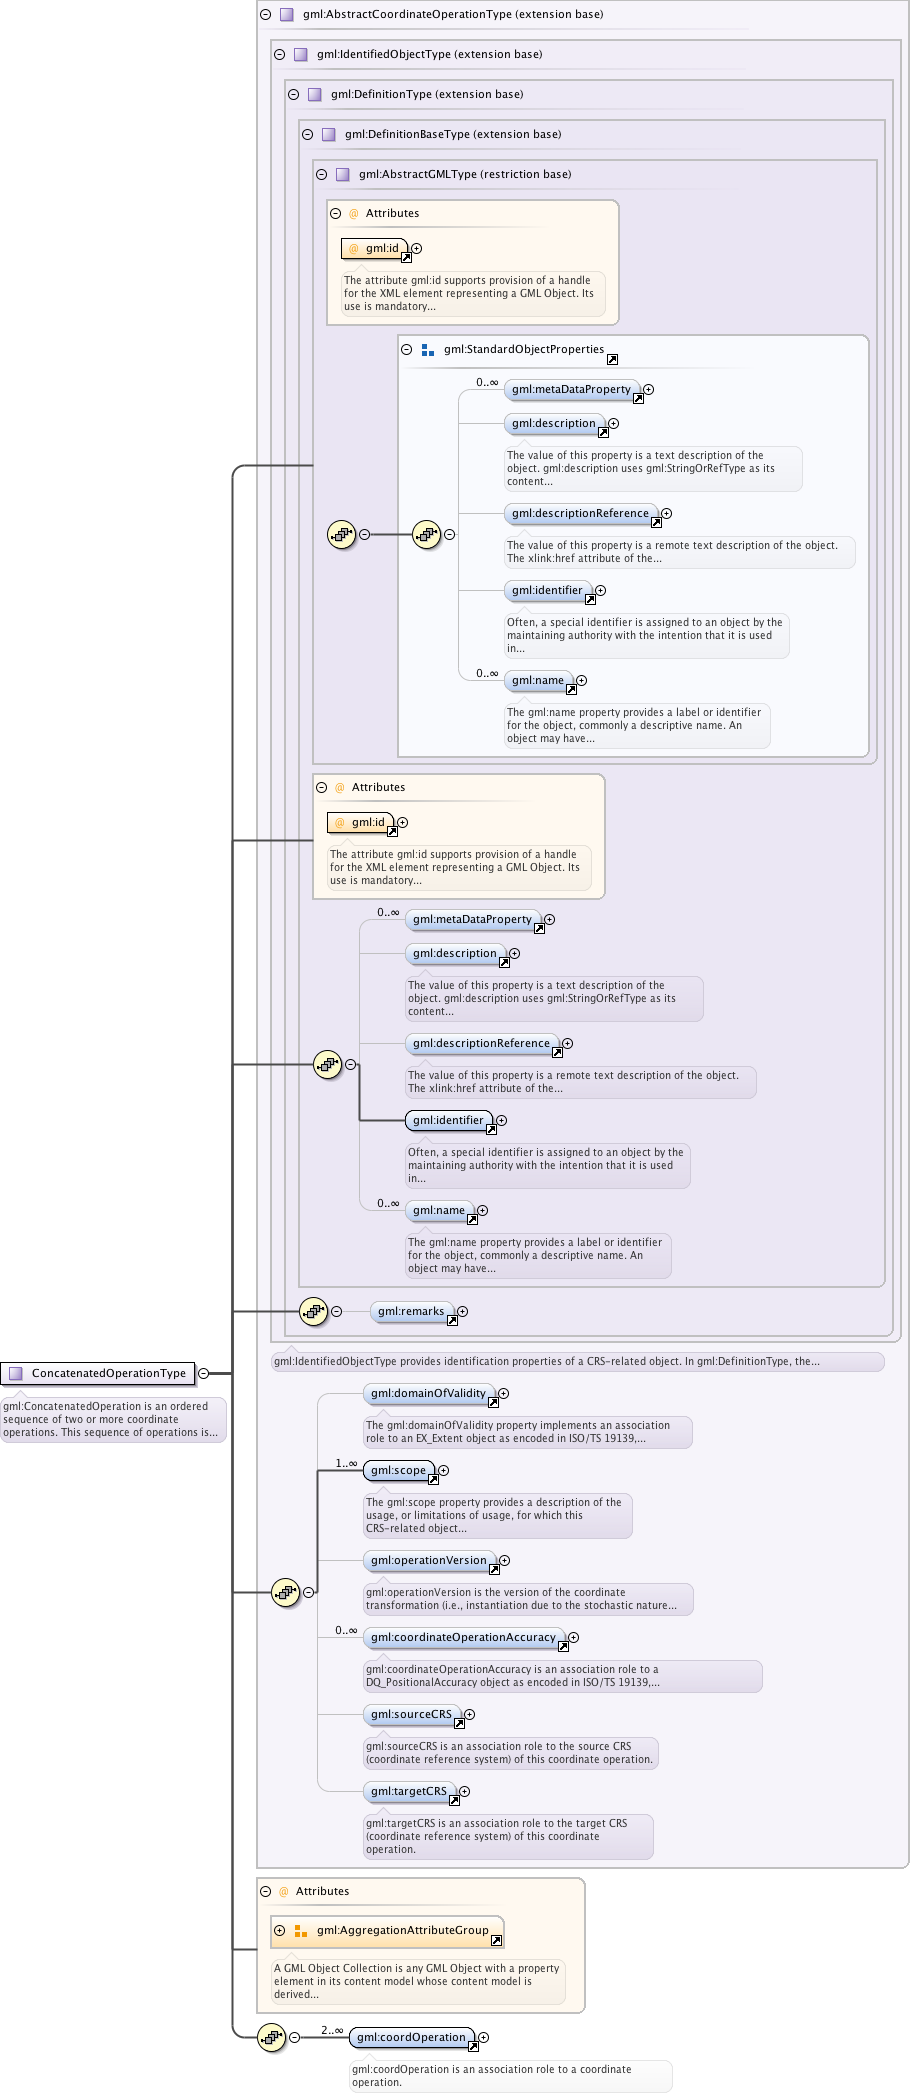 gml:AbstractCoordinateOperationType (extension base)
gml:IdentifiedObjectType (extension base)
gml:DefinitionType (extension base)
gml:DefinitionBaseType (extension base)
gml:AbstractGMLType (restriction base)
@ Attributes
@ gml:id
The attribute gml:id supports provision of a handle
for the XML element representing a GML Object. Its
use is mandatory...
gml:StandardObjectProperties
0..∞ gml:metaDataProperty
gml:description
The value of this property is a text description of the
object. gml:description uses gml:StringOrRefType as its
content...
gml:descriptionReference
The value of this property is a remote text description of the object.
The xlink:href attribute of the...
gml:identifier
Often, a special identifier is assigned to an object by the
maintaining authority with the intention that it is used
in...
0..∞ gml:name
The gml:name property provides a label or identifier
for the object, commonly a descriptive name. An
object may have...
@ Attributes
@ gml:id
The attribute gml:id supports provision of a handle
for the XML element representing a GML Object. Its
use is mandatory...
0..∞ gml:metaDataProperty
gml:description
The value of this property is a text description of the
object. gml:description uses gml:StringOrRefType as its
content...
gml:descriptionReference
The value of this property is a remote text description of the object.
The xlink:href attribute of the...
gml:identifier
Often, a special identifier is assigned to an object by the
maintaining authority with the intention that it is used
in...
0..∞ gml:name
The gml:name property provides a label or identifier
for the object, commonly a descriptive name. An
object may have...
gml:remarks
gml:IdentifiedObjectType provides identification properties of a CRS-related object. In gml:DefinitionType, the...
ConcatenatedOperationType
gml:ConcatenatedOperation is an ordered
sequence of two or more coordinate
operations. This sequence of operations is...
gml:domainOfValidity
The gml:domainOfValidity property implements an association
role to an EX_Extent object as encoded in ISO/TS 19139,...
1..∞ gml:scope
The gml:scope property provides a description of the
usage, or limitations of usage, for which this
CRS-related object...
gml:operationVersion
gml:operationVersion is the version of the coordinate
transformation (i.e., instantiation due to the stochastic nature...
0..∞ gml:coordinateOperationAccuracy
gml:coordinateOperationAccuracy is an association role to a
DQ_PositionalAccuracy object as encoded in ISO/TS 19139,...
gml:sourceCRS
gml:sourceCRS is an association role to the source CRS
(coordinate reference system) of this coordinate operation.
gml:targetCRS
gml:targetCRS is an association role to the target CRS
(coordinate reference system) of this coordinate
operation.
@ Attributes
gml:AggregationAttributeGroup
A GML Object Collection is any GML Object with a property
element in its content model whose content model is
derived...
2..∞ gml:coordOperation
gml:coordOperation is an association role to a coordinate
operation.